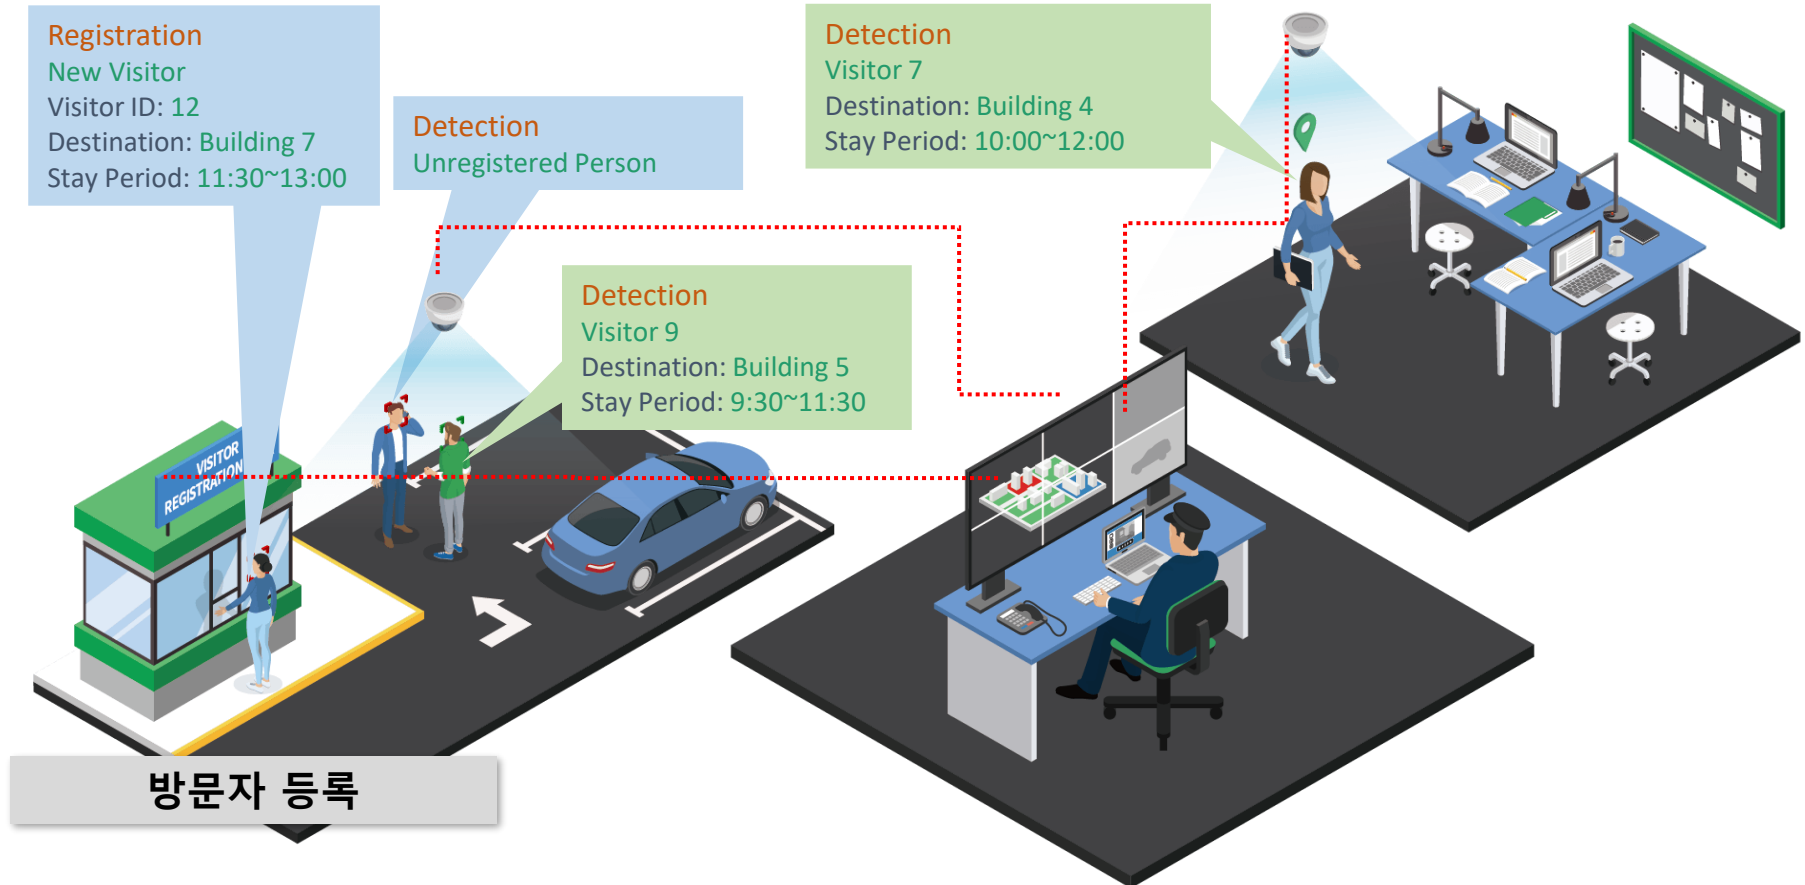 Registration
New Visitor
Visitor ID: 12
Destination: Building 7
Stay Period: 11:30~13:00
Detection
Unregistered Person
Detection
Visitor 7
Destination: Building 4
Stay Period: 10:00~12:00
Detection
Visitor 9
Destination: Building 5
Stay Period: 9:30~11:30
VISITOR
REGISTRATION
방문자 등록